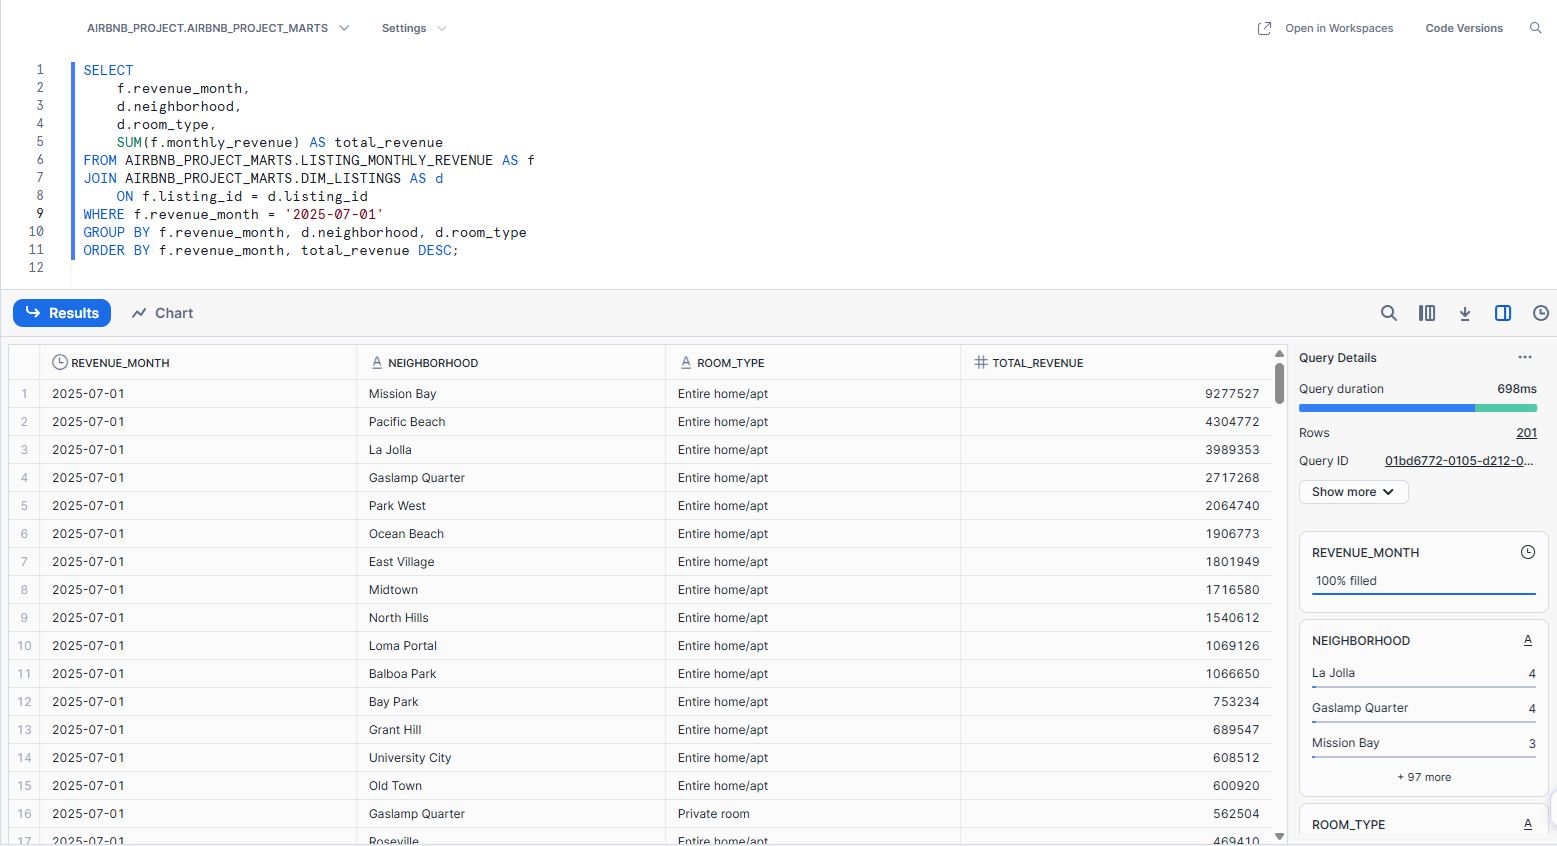 AIRBNB_PROJECT.AIRBNB_PROJECT_MARTS Settings Open in Workspaces Code Versions
1 SELECT
2 f.revenue_month,
3 d.neighborhood,
4 d.room_type,
5 SUM(f.monthly_revenue) AS total_revenue
6 FROM AIRBNB_PROJECT_MARTS.LISTING_MONTHLY_REVENUE AS f
7 JOIN AIRBNB_PROJECT_MARTS.DIM_LISTINGS AS d
8 ON f.listing_id = d.listing_id
9 WHERE f.revenue_month = '2025-07-01'
10 GROUP BY f.revenue_month, d.neighborhood, d.room_type
11 ORDER BY f.revenue_month, total_revenue DESC;
12
Results Chart
REVENUE_MONTH NEIGHBORHOOD ROOM_TYPE TOTAL_REVENUE
1 2025-07-01 Mission Bay Entire home/apt 9277527
2 2025-07-01 Pacific Beach Entire home/apt 4304772
3 2025-07-01 La Jolla Entire home/apt 3989353
4 2025-07-01 Gaslamp Quarter Entire home/apt 2717268
5 2025-07-01 Park West Entire home/apt 2064740
6 2025-07-01 Ocean Beach Entire home/apt 1906773
7 2025-07-01 East Village Entire home/apt 1801949
8 2025-07-01 Midtown Entire home/apt 1716580
9 2025-07-01 North Hills Entire home/apt 1540612
10 2025-07-01 Loma Portal Entire home/apt 1069126
11 2025-07-01 Balboa Park Entire home/apt 1066650
12 2025-07-01 Bay Park Entire home/apt 753234
13 2025-07-01 Grant Hill Entire home/apt 689547
14 2025-07-01 University City Entire home/apt 608512
15 2025-07-01 Old Town Entire home/apt 600920
16 2025-07-01 Gaslamp Quarter Private room 562504
17 2025-07-01 Roseville Entire home/apt 469410
Query Details
Query duration 698ms
Rows 201
Query ID 01bd6772-0105-d212-0...
Show more
REVENUE_MONTH
100% filled
NEIGHBORHOOD A
La Jolla 4
Gaslamp Quarter 4
Mission Bay 3
+ 97 more
ROOM_TYPE A